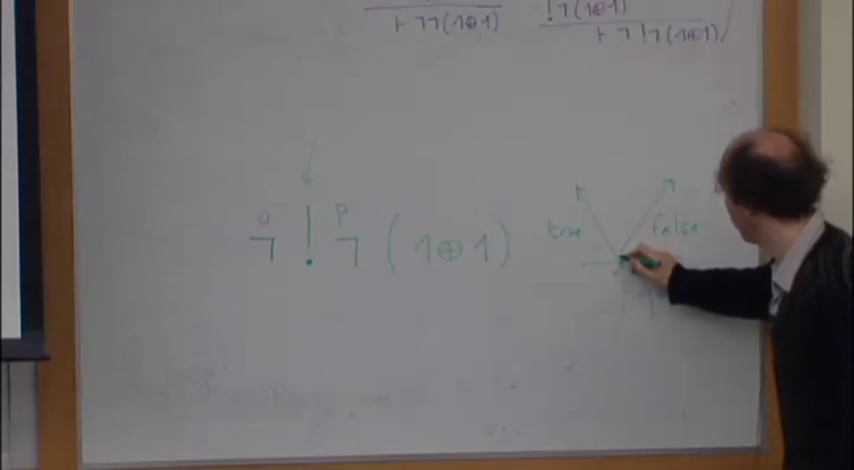 ⊢ ¬¬(1⊕1)
!¬(1⊕1)
⊢ ¬!¬(1⊕1)
O P
¬ ! ¬ (1⊕1)
true false